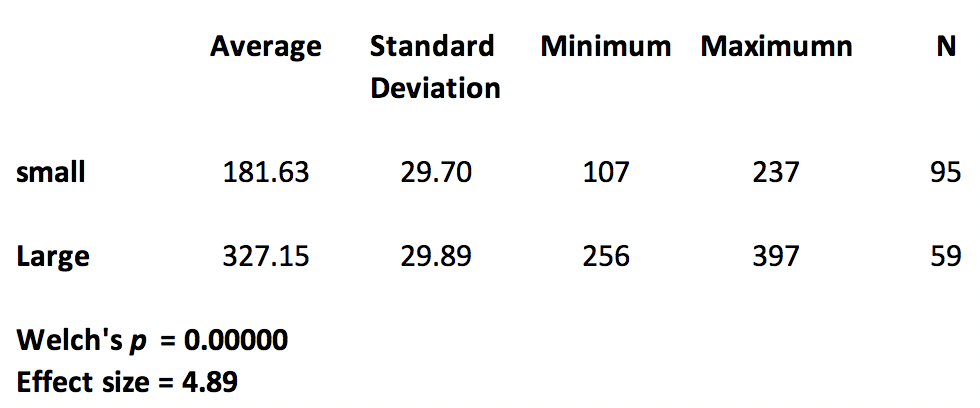 Average Standard Deviation Minimum Maximumn N
small 181.63 29.70 107 237 95
Large 327.15 29.89 256 397 59
Welch's p = 0.00000
Effect size = 4.89